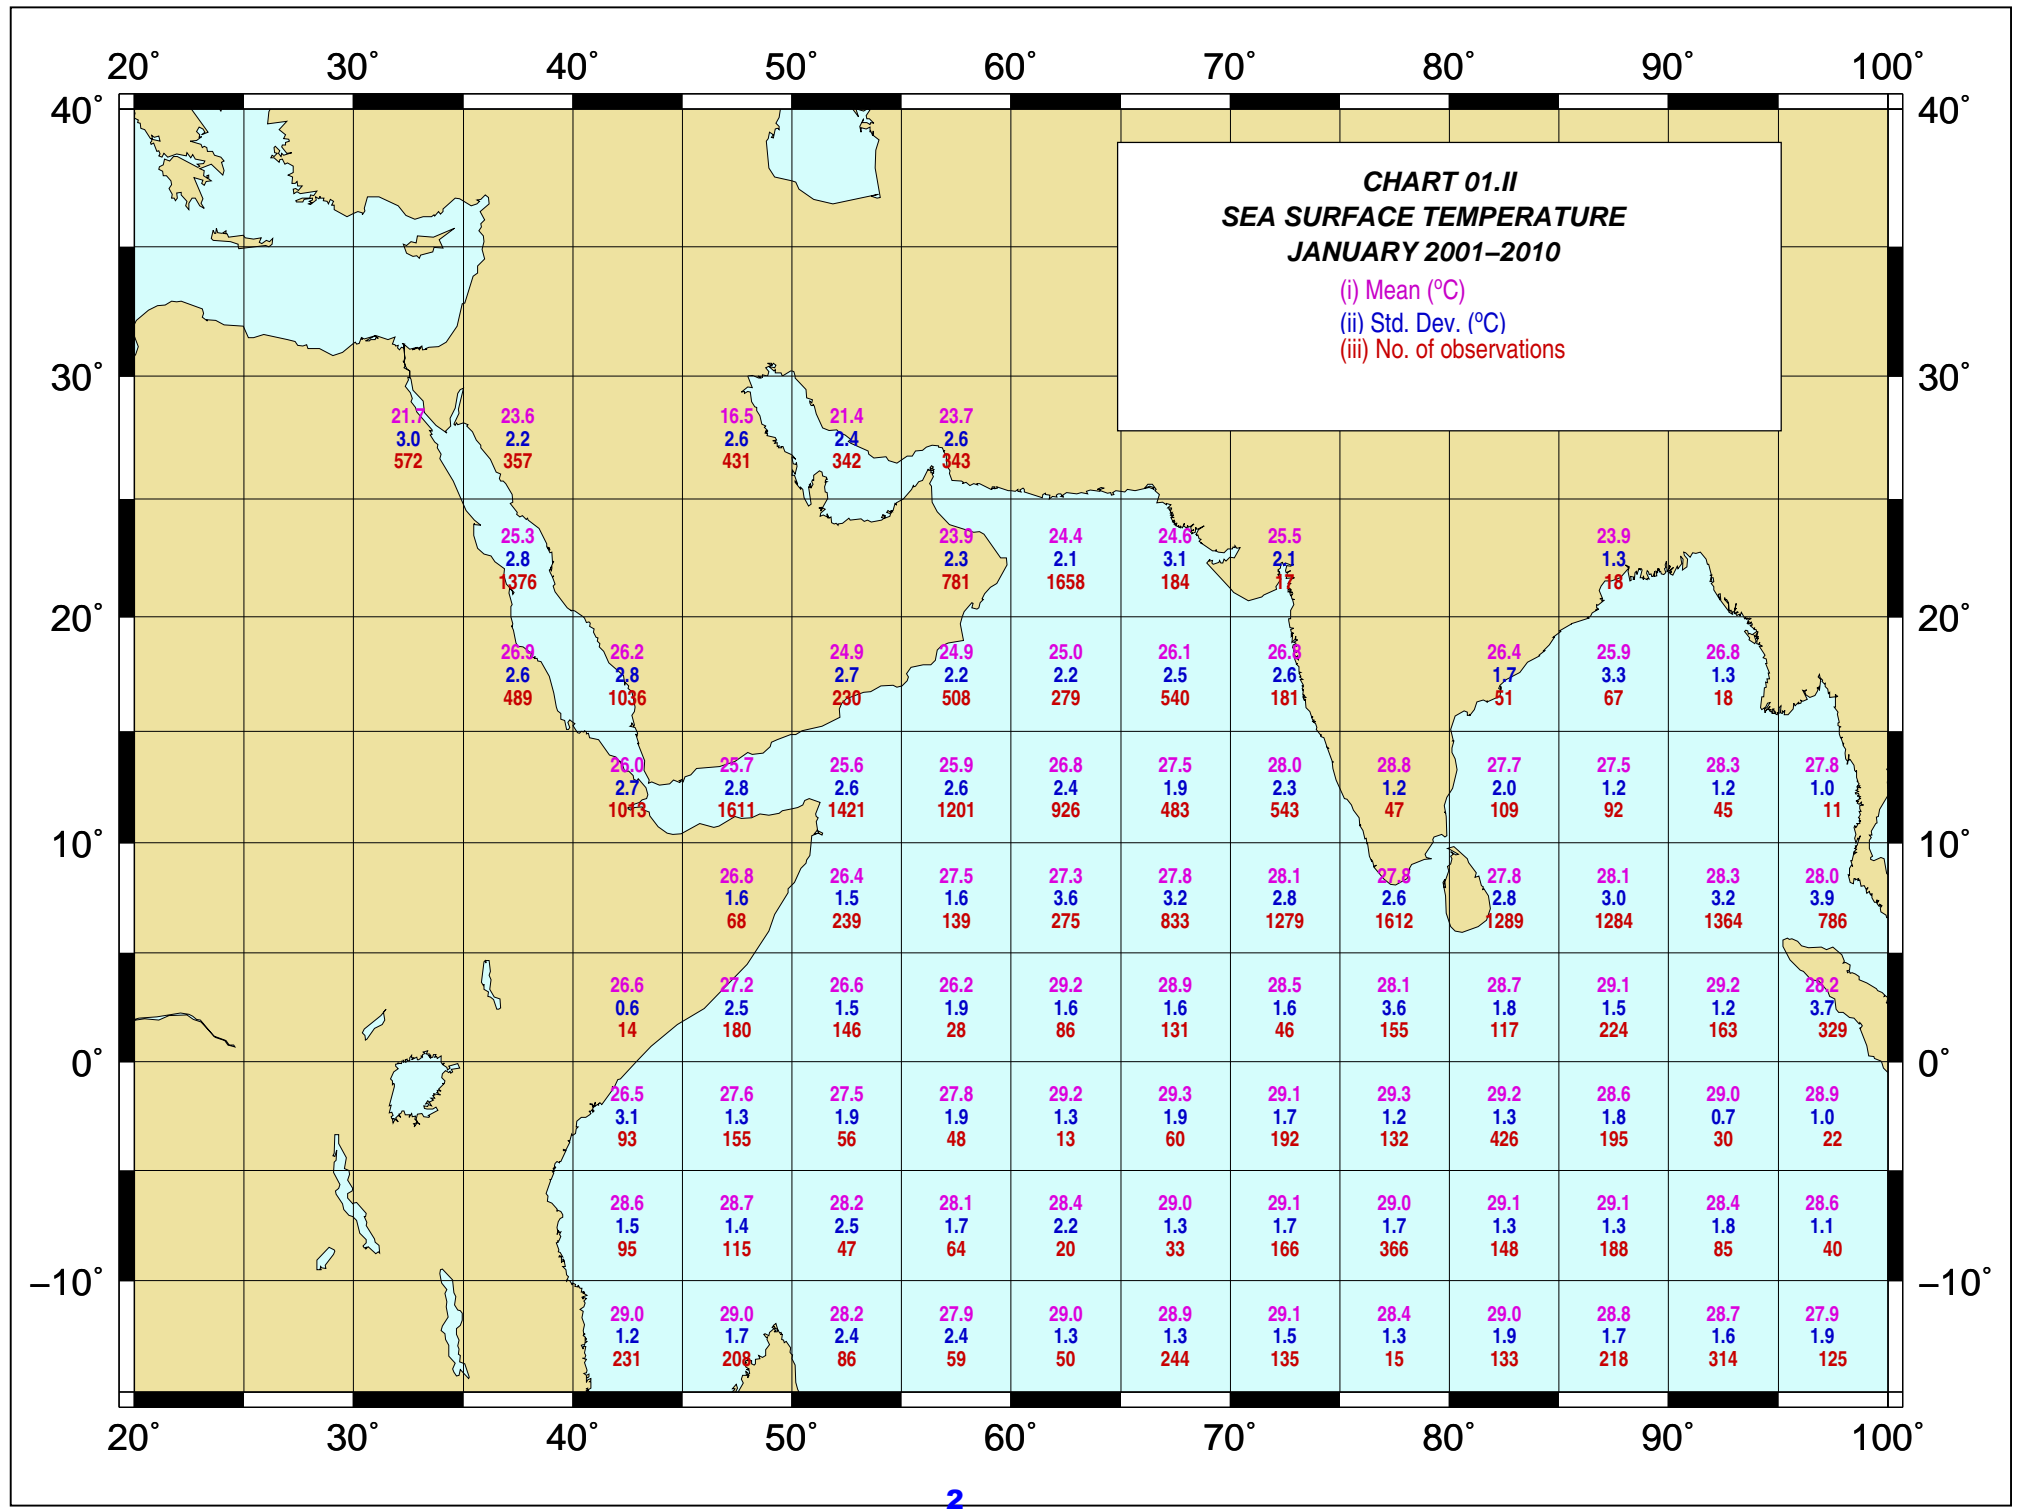 20° 30° 40° 50° 60° 70° 80° 90° 100°
40° 40°
CHART 01.II
SEA SURFACE TEMPERATURE
JANUARY 2001–2010
(i) Mean (°C)
(ii) Std. Dev. (°C)
(iii) No. of observations
30° 30°
21.7 23.6 16.5 21.4 23.7
3.0 2.2 2.6 2.4 2.6
572 357 431 342 343
25.3 23.9 24.4 24.6 25.5 23.9
2.8 2.3 2.1 3.1 2.1 1.3
1376 781 1658 184 17 18
20° 20°
26.9 26.2 24.9 24.9 25.0 26.1 26.8 26.4 25.9 26.8
2.6 2.8 2.7 2.2 2.2 2.5 2.6 1.7 3.3 1.3
489 1036 230 508 279 540 181 51 67 18
26.0 25.7 25.6 25.9 26.8 27.5 28.0 28.8 27.7 27.5 28.3 27.8
2.7 2.8 2.6 2.6 2.4 1.9 2.3 1.2 2.0 1.2 1.2 1.0
1013 1611 1421 1201 926 483 543 47 109 92 45 11
10° 10°
26.8 26.4 27.5 27.3 27.8 28.1 27.8 27.8 28.1 28.3 28.0
1.6 1.5 1.6 3.6 3.2 2.8 2.6 2.8 3.0 3.2 3.9
68 239 139 275 833 1279 1612 1289 1284 1364 786
26.6 27.2 26.6 26.2 29.2 28.9 28.5 28.1 28.7 29.1 29.2 28.2
0.6 2.5 1.5 1.9 1.6 1.6 1.6 3.6 1.8 1.5 1.2 3.7
14 180 146 28 86 131 46 155 117 224 163 329
0° 0°
26.5 27.6 27.5 27.8 29.2 29.3 29.1 29.3 29.2 28.6 29.0 28.9
3.1 1.3 1.9 1.9 1.3 1.9 1.7 1.2 1.3 1.8 0.7 1.0
93 155 56 48 13 60 192 132 426 195 30 22
28.6 28.7 28.2 28.1 28.4 29.0 29.1 29.0 29.1 29.1 28.4 28.6
1.5 1.4 2.5 1.7 2.2 1.3 1.7 1.7 1.3 1.3 1.8 1.1
95 115 47 64 20 33 166 366 148 188 85 40
–10° –10°
29.0 29.0 28.2 27.9 29.0 28.9 29.1 28.4 29.0 28.8 28.7 27.9
1.2 1.7 2.4 2.4 1.3 1.3 1.5 1.3 1.9 1.7 1.6 1.9
231 208 86 59 50 244 135 15 133 218 314 125
20° 30° 40° 50° 60° 70° 80° 90° 100°
2